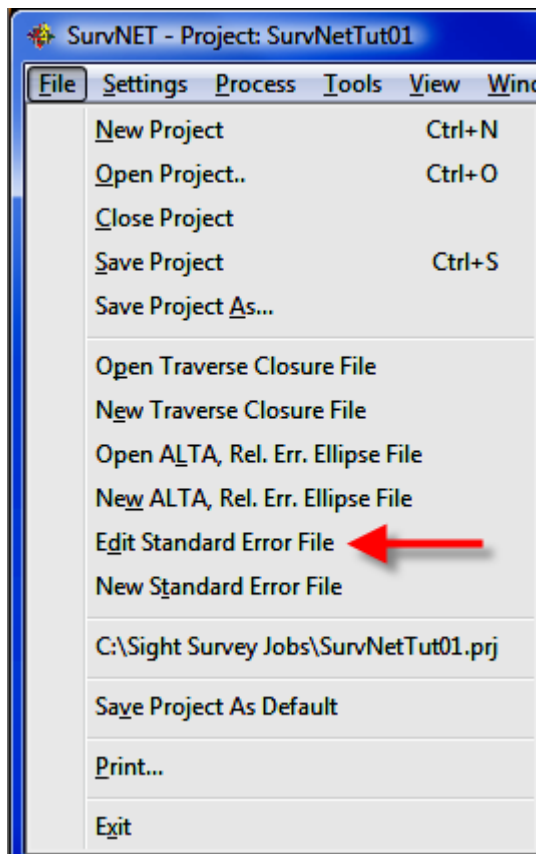 SurvNET - Project: SurvNetTut01
File Settings Process Tools View
New Project Ctrl+N
Open Project.. Ctrl+O
Close Project
Save Project Ctrl+S
Save Project As...
Open Traverse Closure File
New Traverse Closure File
Open ALTA, Rel. Err. Ellipse File
New ALTA, Rel. Err. Ellipse File
Edit Standard Error File
New Standard Error File
C:\Sight Survey Jobs\SurvNetTut01.prj
Save Project As Default
Print...
Exit